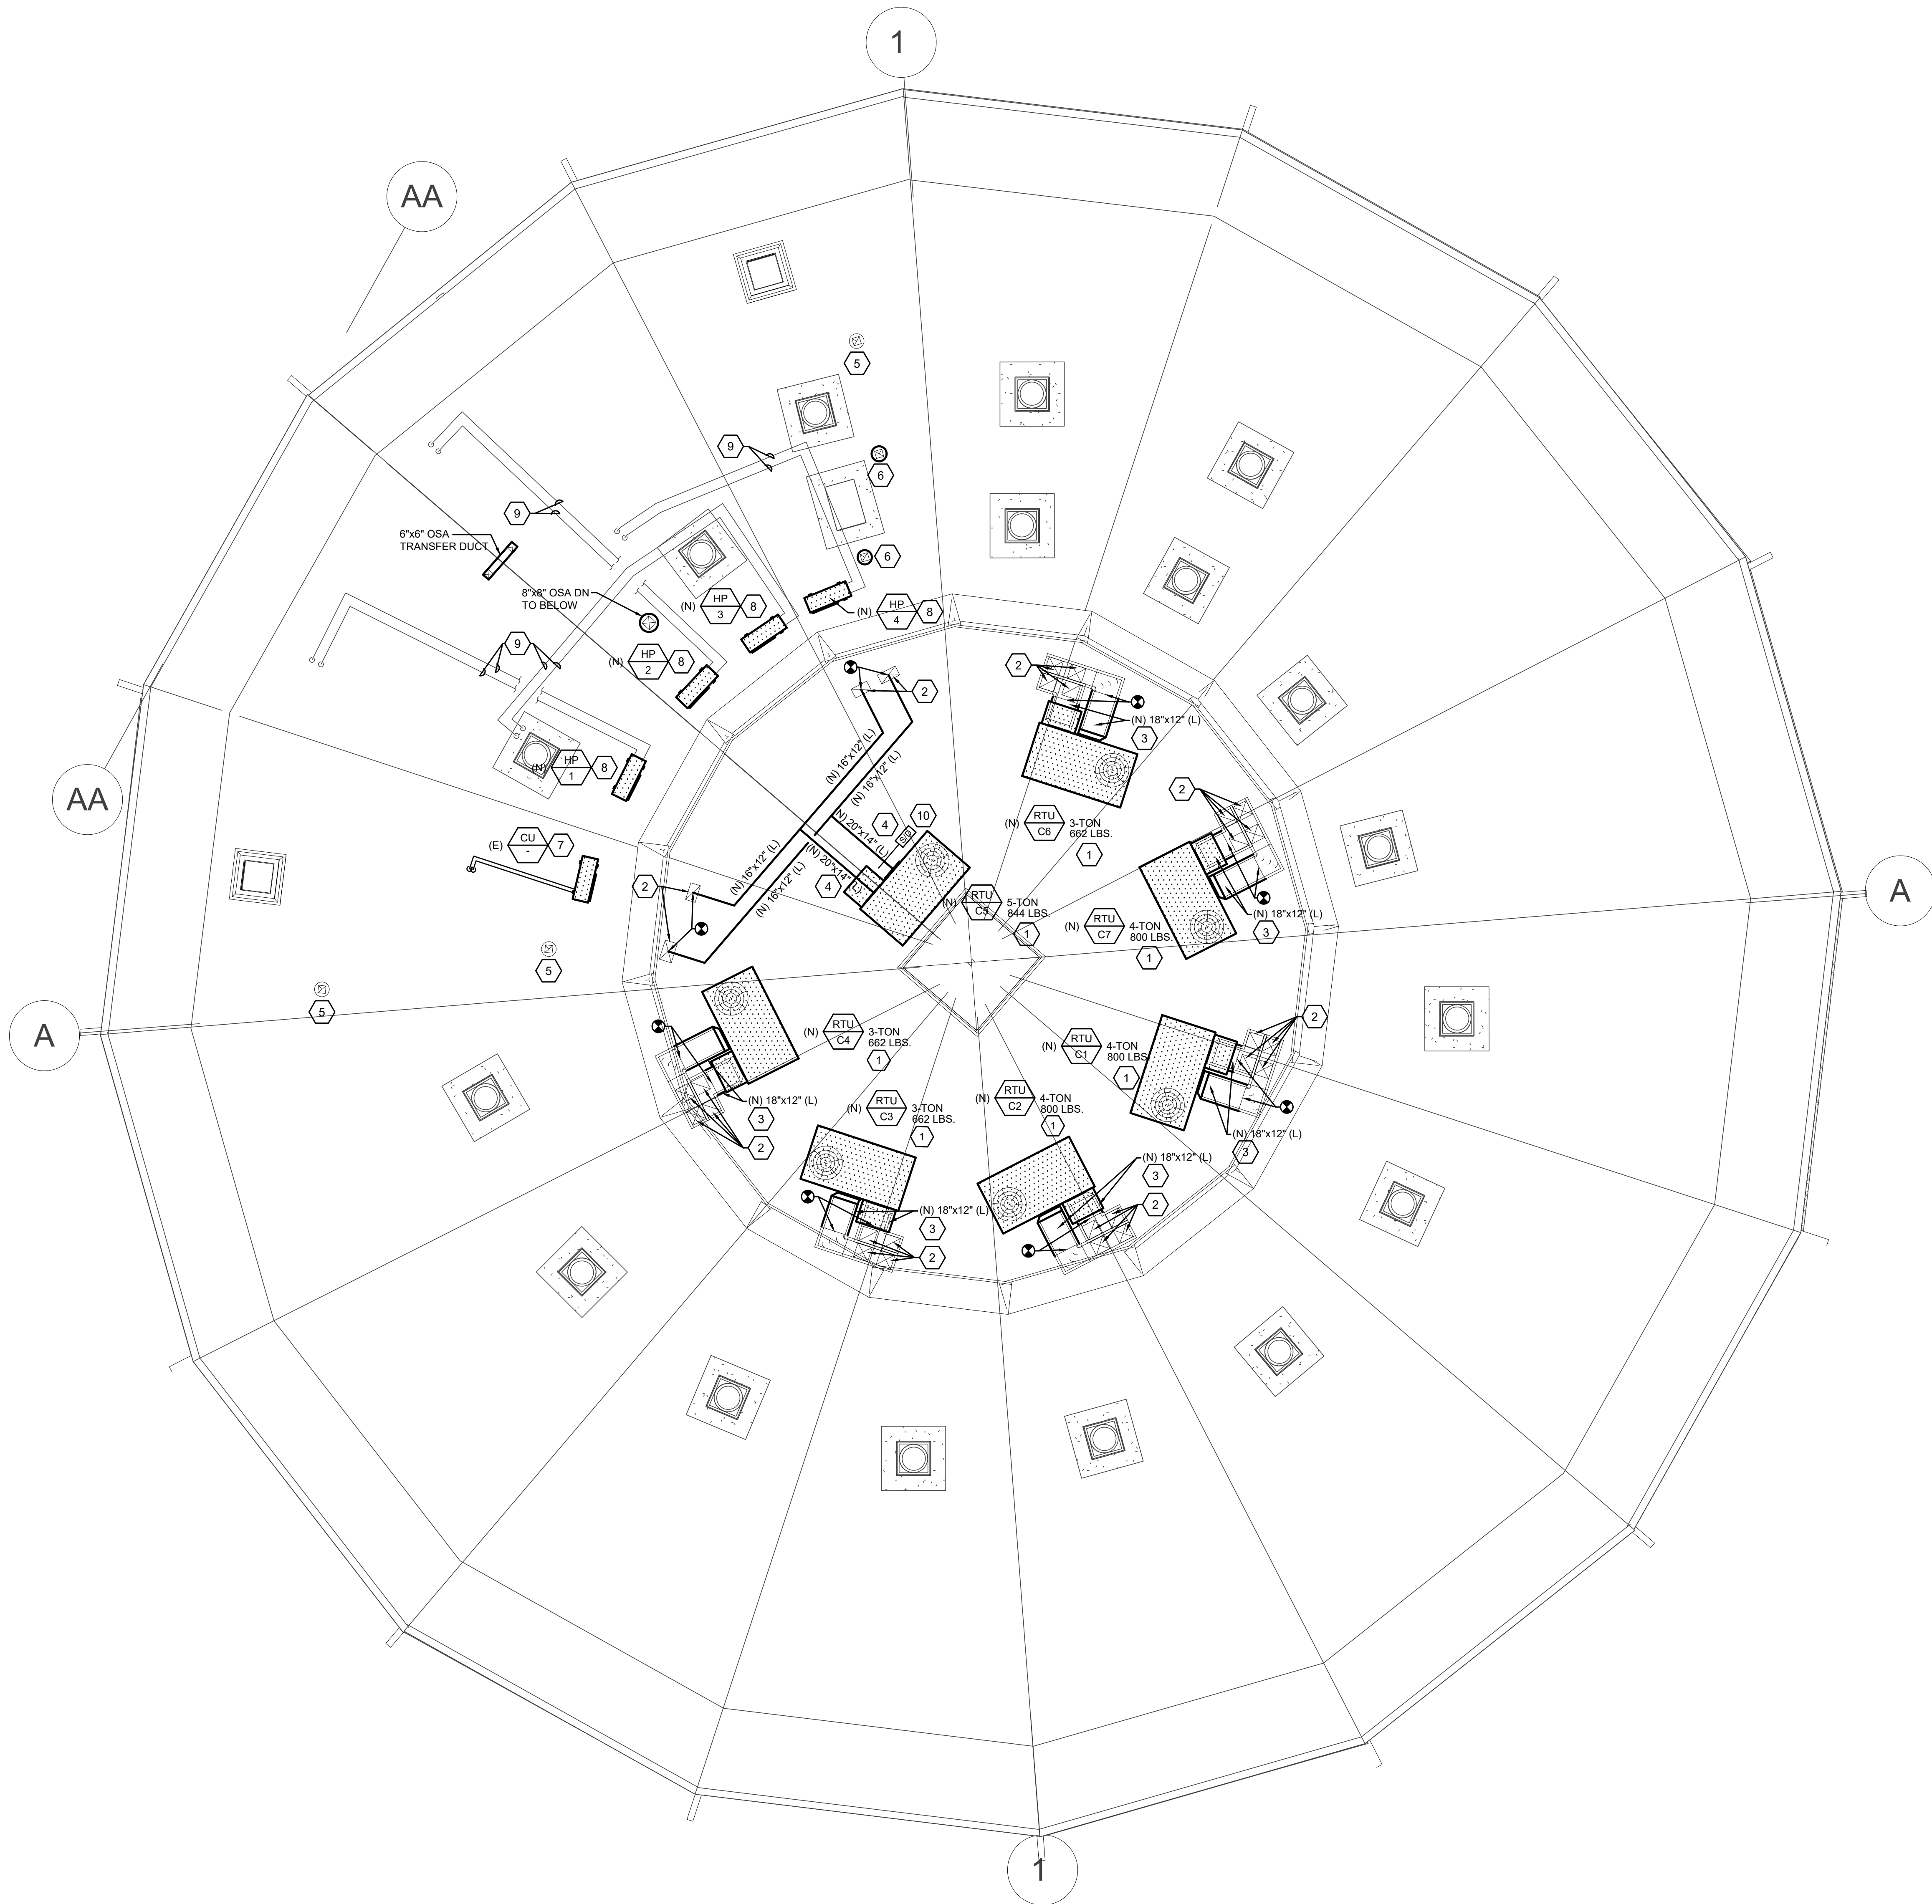 1
AA
5
9
6
9
6"x6" OSA
TRANSFER DUCT
6
8"x8" OSA DN
TO BELOW
(N) HP 3 8
(N) HP 4 8
9
(N) HP 2 8
2
2
(N) 18"x12" (L)
3
(N) 16"x12" (L)
(N) 16"x12" (L)
(N) HP 1 8
2
AA
(N) 20"x14" (L)
4
10
S/D
(N) RTU C6 3-TON
662 LBS.
1
(E) CU - 7
(N) 20"x14" (L)
4
(N) 16"x12" (L)
(N) 16"x12" (L)
2
A
(N) RTU C5 5-TON
844 LBS.
1
(N) 18"x12" (L)
3
(N) RTU C7 4-TON
800 LBS.
1
5
5
A
2
(N) RTU C4 3-TON
662 LBS.
1
(N) RTU C1 4-TON
800 LBS.
1
(N) RTU C2 4-TON
800 LBS.
1
(N) RTU C3 3-TON
662 LBS.
1
(N) 18"x12" (L)
3
2
(N) 18"x12" (L)
3
(N) 18"x12" (L)
3
2
(N) 18"x12" (L)
3
2
1